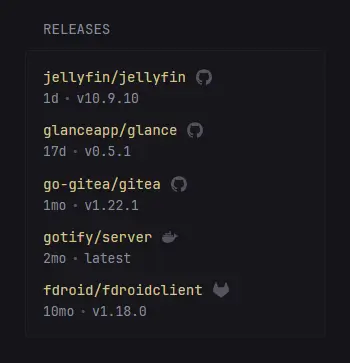 RELEASES
jellyfin/jellyfin
1d • v10.9.10
glanceapp/glance
17d • v0.5.1
go-gitea/gitea
1mo • v1.22.1
gotify/server
2mo • latest
fdroid/fdroidclient
10mo • v1.18.0